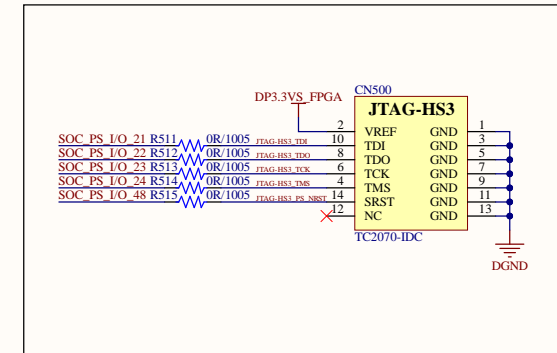 CN500
DP3.3VS_FPGA
JTAG-HS3
2 VREF GND 1
SOC_PS_I/O_21 R511 0R/1005 JTAG-HS3_TDI 10 TDI GND 3
SOC_PS_I/O_22 R512 0R/1005 JTAG-HS3_TDO 8 TDO GND 5
SOC_PS_I/O_23 R513 0R/1005 JTAG-HS3_TCK 6 TCK GND 7
SOC_PS_I/O_24 R514 0R/1005 JTAG-HS3_TMS 4 TMS GND 9
SOC_PS_I/O_48 R515 0R/1005 JTAG-HS3_PS_NRST 14 SRST GND 11
12 NC GND 13
TC2070-IDC
DGND